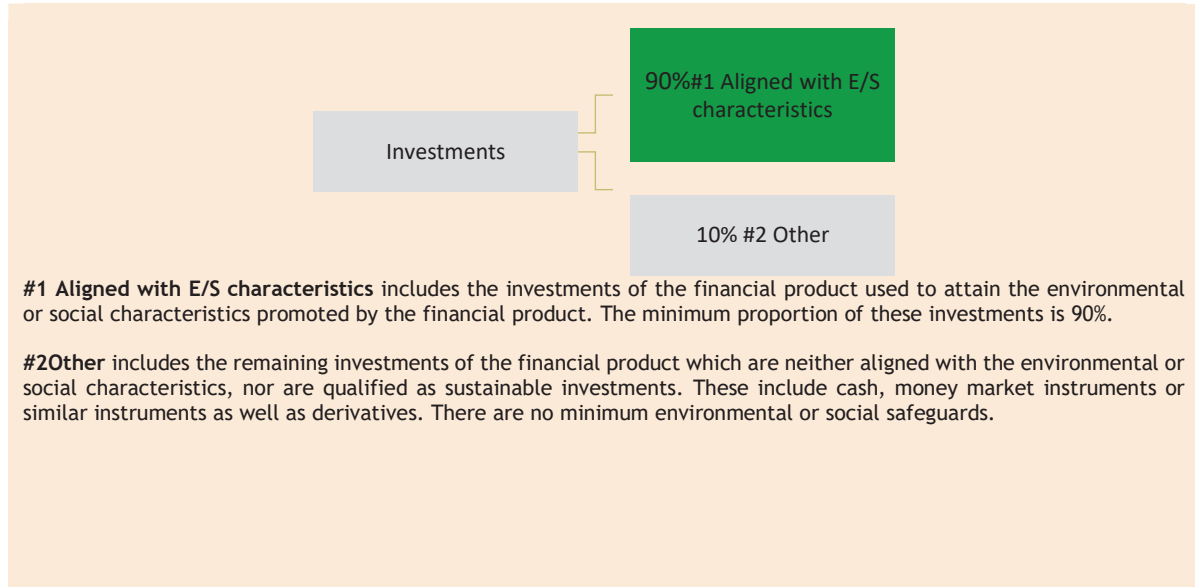 90%#1 Aligned with E/S
characteristics
Investments
10% #2 Other
#1 Aligned with E/S characteristics includes the investments of the financial product used to attain the environmental
or social characteristics promoted by the financial product. The minimum proportion of these investments is 90%.
#2Other includes the remaining investments of the financial product which are neither aligned with the environmental or
social characteristics, nor are qualified as sustainable investments. These include cash, money market instruments or
similar instruments as well as derivatives. There are no minimum environmental or social safeguards.